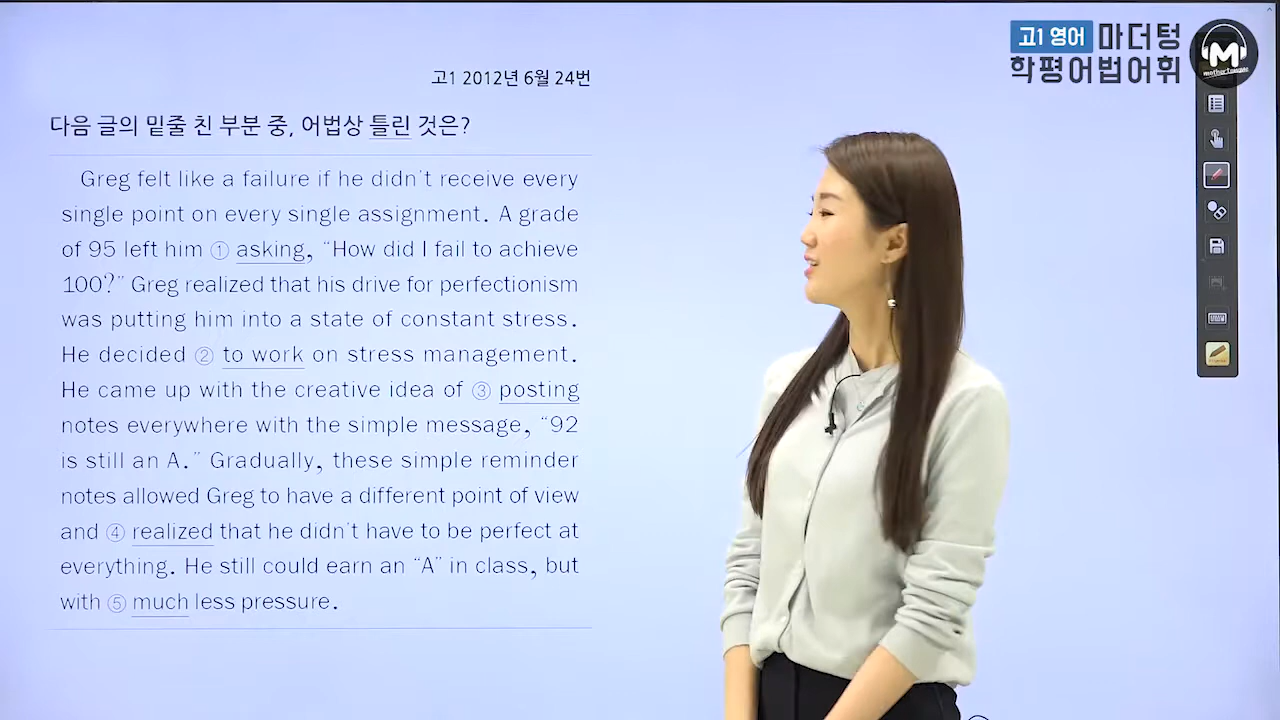 고1 영어 마더텅
학평어법어휘
고1 2012년 6월 24번
다음 글의 밑줄 친 부분 중, 어법상 틀린 것은?
Greg felt like a failure if he didn't receive every
single point on every single assignment. A grade
of 95 left him ① asking, “How did I fail to achieve
100?” Greg realized that his drive for perfectionism
was putting him into a state of constant stress.
He decided ② to work on stress management.
He came up with the creative idea of ③ posting
notes everywhere with the simple message, “92
is still an A.” Gradually, these simple reminder
notes allowed Greg to have a different point of view
and ④ realized that he didn't have to be perfect at
everything. He still could earn an “A” in class, but
with ⑤ much less pressure.